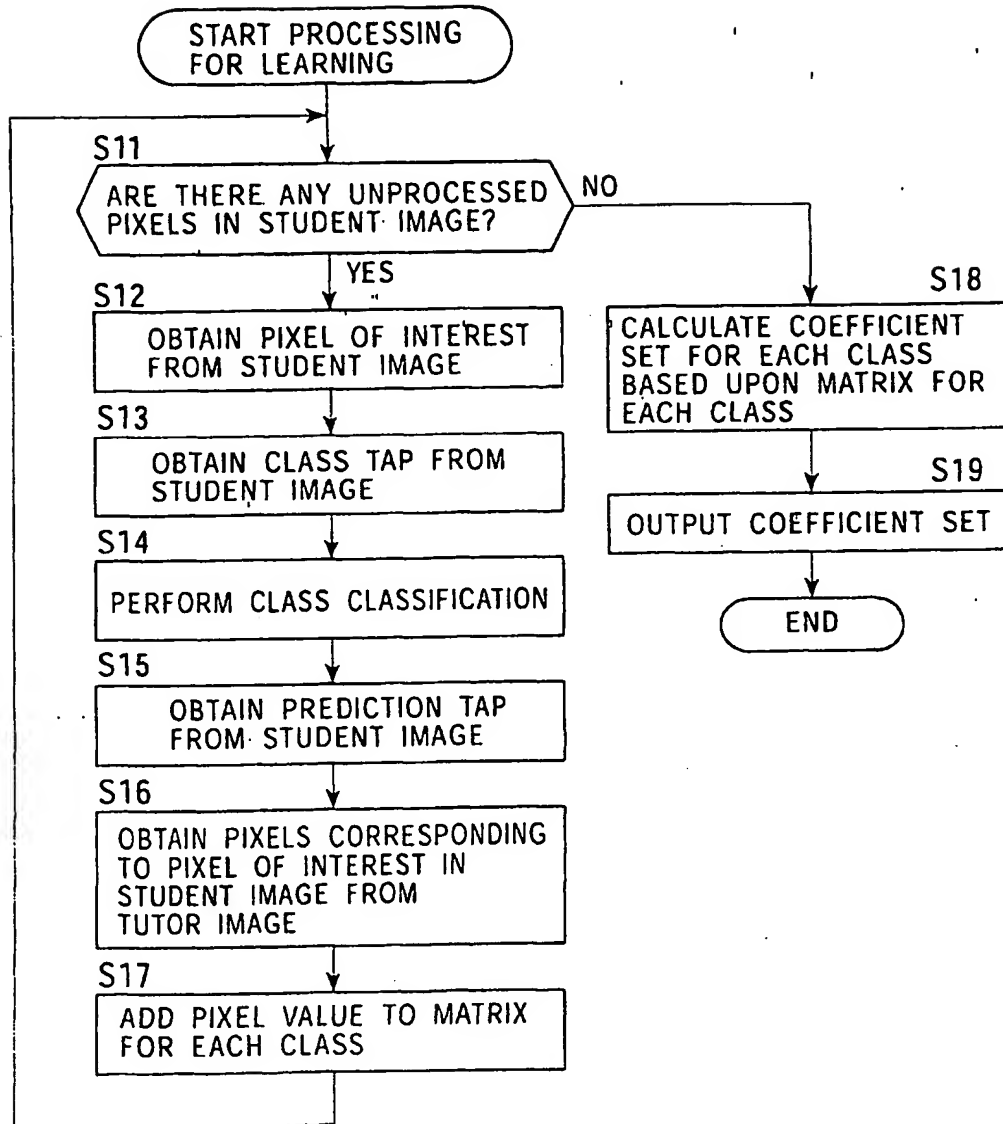 START PROCESSING
FOR LEARNING
S11
ARE THERE ANY UNPROCESSED
PIXELS IN STUDENT IMAGE?
NO
YES
S12
OBTAIN PIXEL OF INTEREST
FROM STUDENT IMAGE
S13
OBTAIN CLASS TAP FROM
STUDENT IMAGE
S14
PERFORM CLASS CLASSIFICATION
S15
OBTAIN PREDICTION TAP
FROM STUDENT IMAGE
S16
OBTAIN PIXELS CORRESPONDING
TO PIXEL OF INTEREST IN
STUDENT IMAGE FROM
TUTOR IMAGE
S17
ADD PIXEL VALUE TO MATRIX
FOR EACH CLASS
S18
CALCULATE COEFFICIENT
SET FOR EACH CLASS
BASED UPON MATRIX FOR
EACH CLASS
S19
OUTPUT COEFFICIENT SET
END